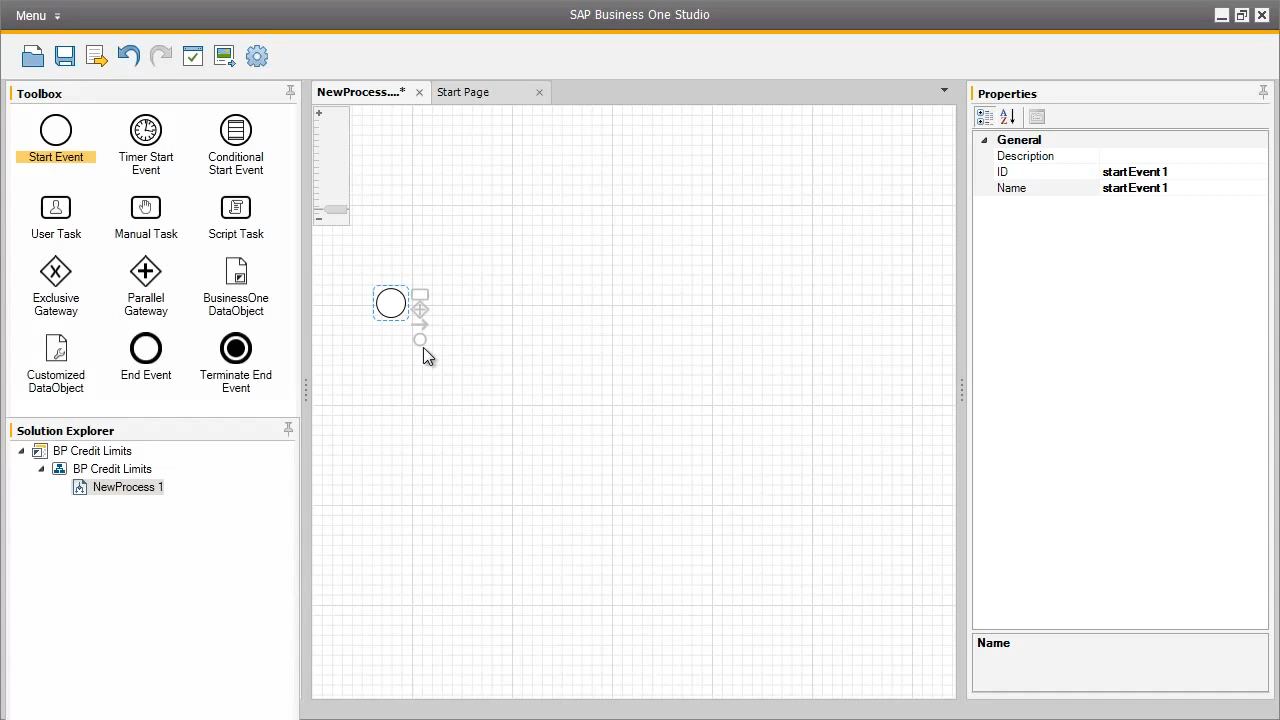 Menu
SAP Business One Studio
Toolbox
NewProcess....*
Start Page
Properties
Start Event
Timer Start
Event
Conditional
Start Event
User Task
Manual Task
Script Task
Exclusive
Gateway
Parallel
Gateway
BusinessOne
DataObject
Customized
DataObject
End Event
Terminate End
Event
Solution Explorer
BP Credit Limits
BP Credit Limits
NewProcess 1
A
Z
General
Description
ID startEvent1
Name startEvent1
Name